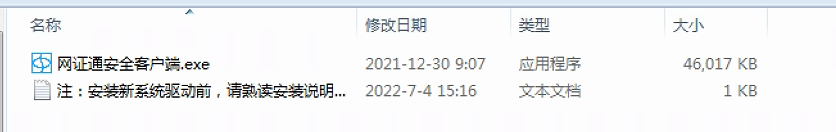 名称 修改日期 类型 大小
网证通安全客户端.exe 2021-12-30 9:07 应用程序 46,017 KB
注：安装新系统驱动前，请熟读安装说明... 2022-7-4 15:16 文本文档 1 KB